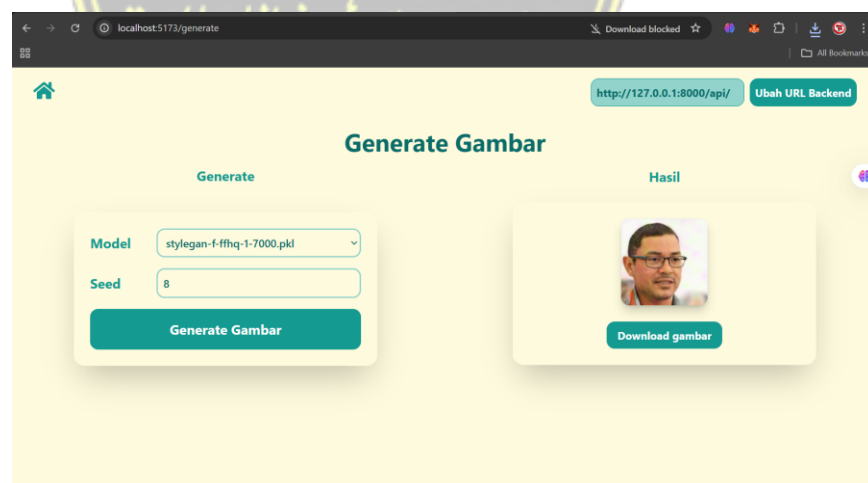 localhost:5173/generate
Download blocked
All Bookmarks
http://127.0.0.1:8000/api/
Ubah URL Backend
Generate Gambar
Generate
Hasil
Model
stylegan-f-ffhq-1-7000.pkl
Seed
8
Generate Gambar
Download gambar